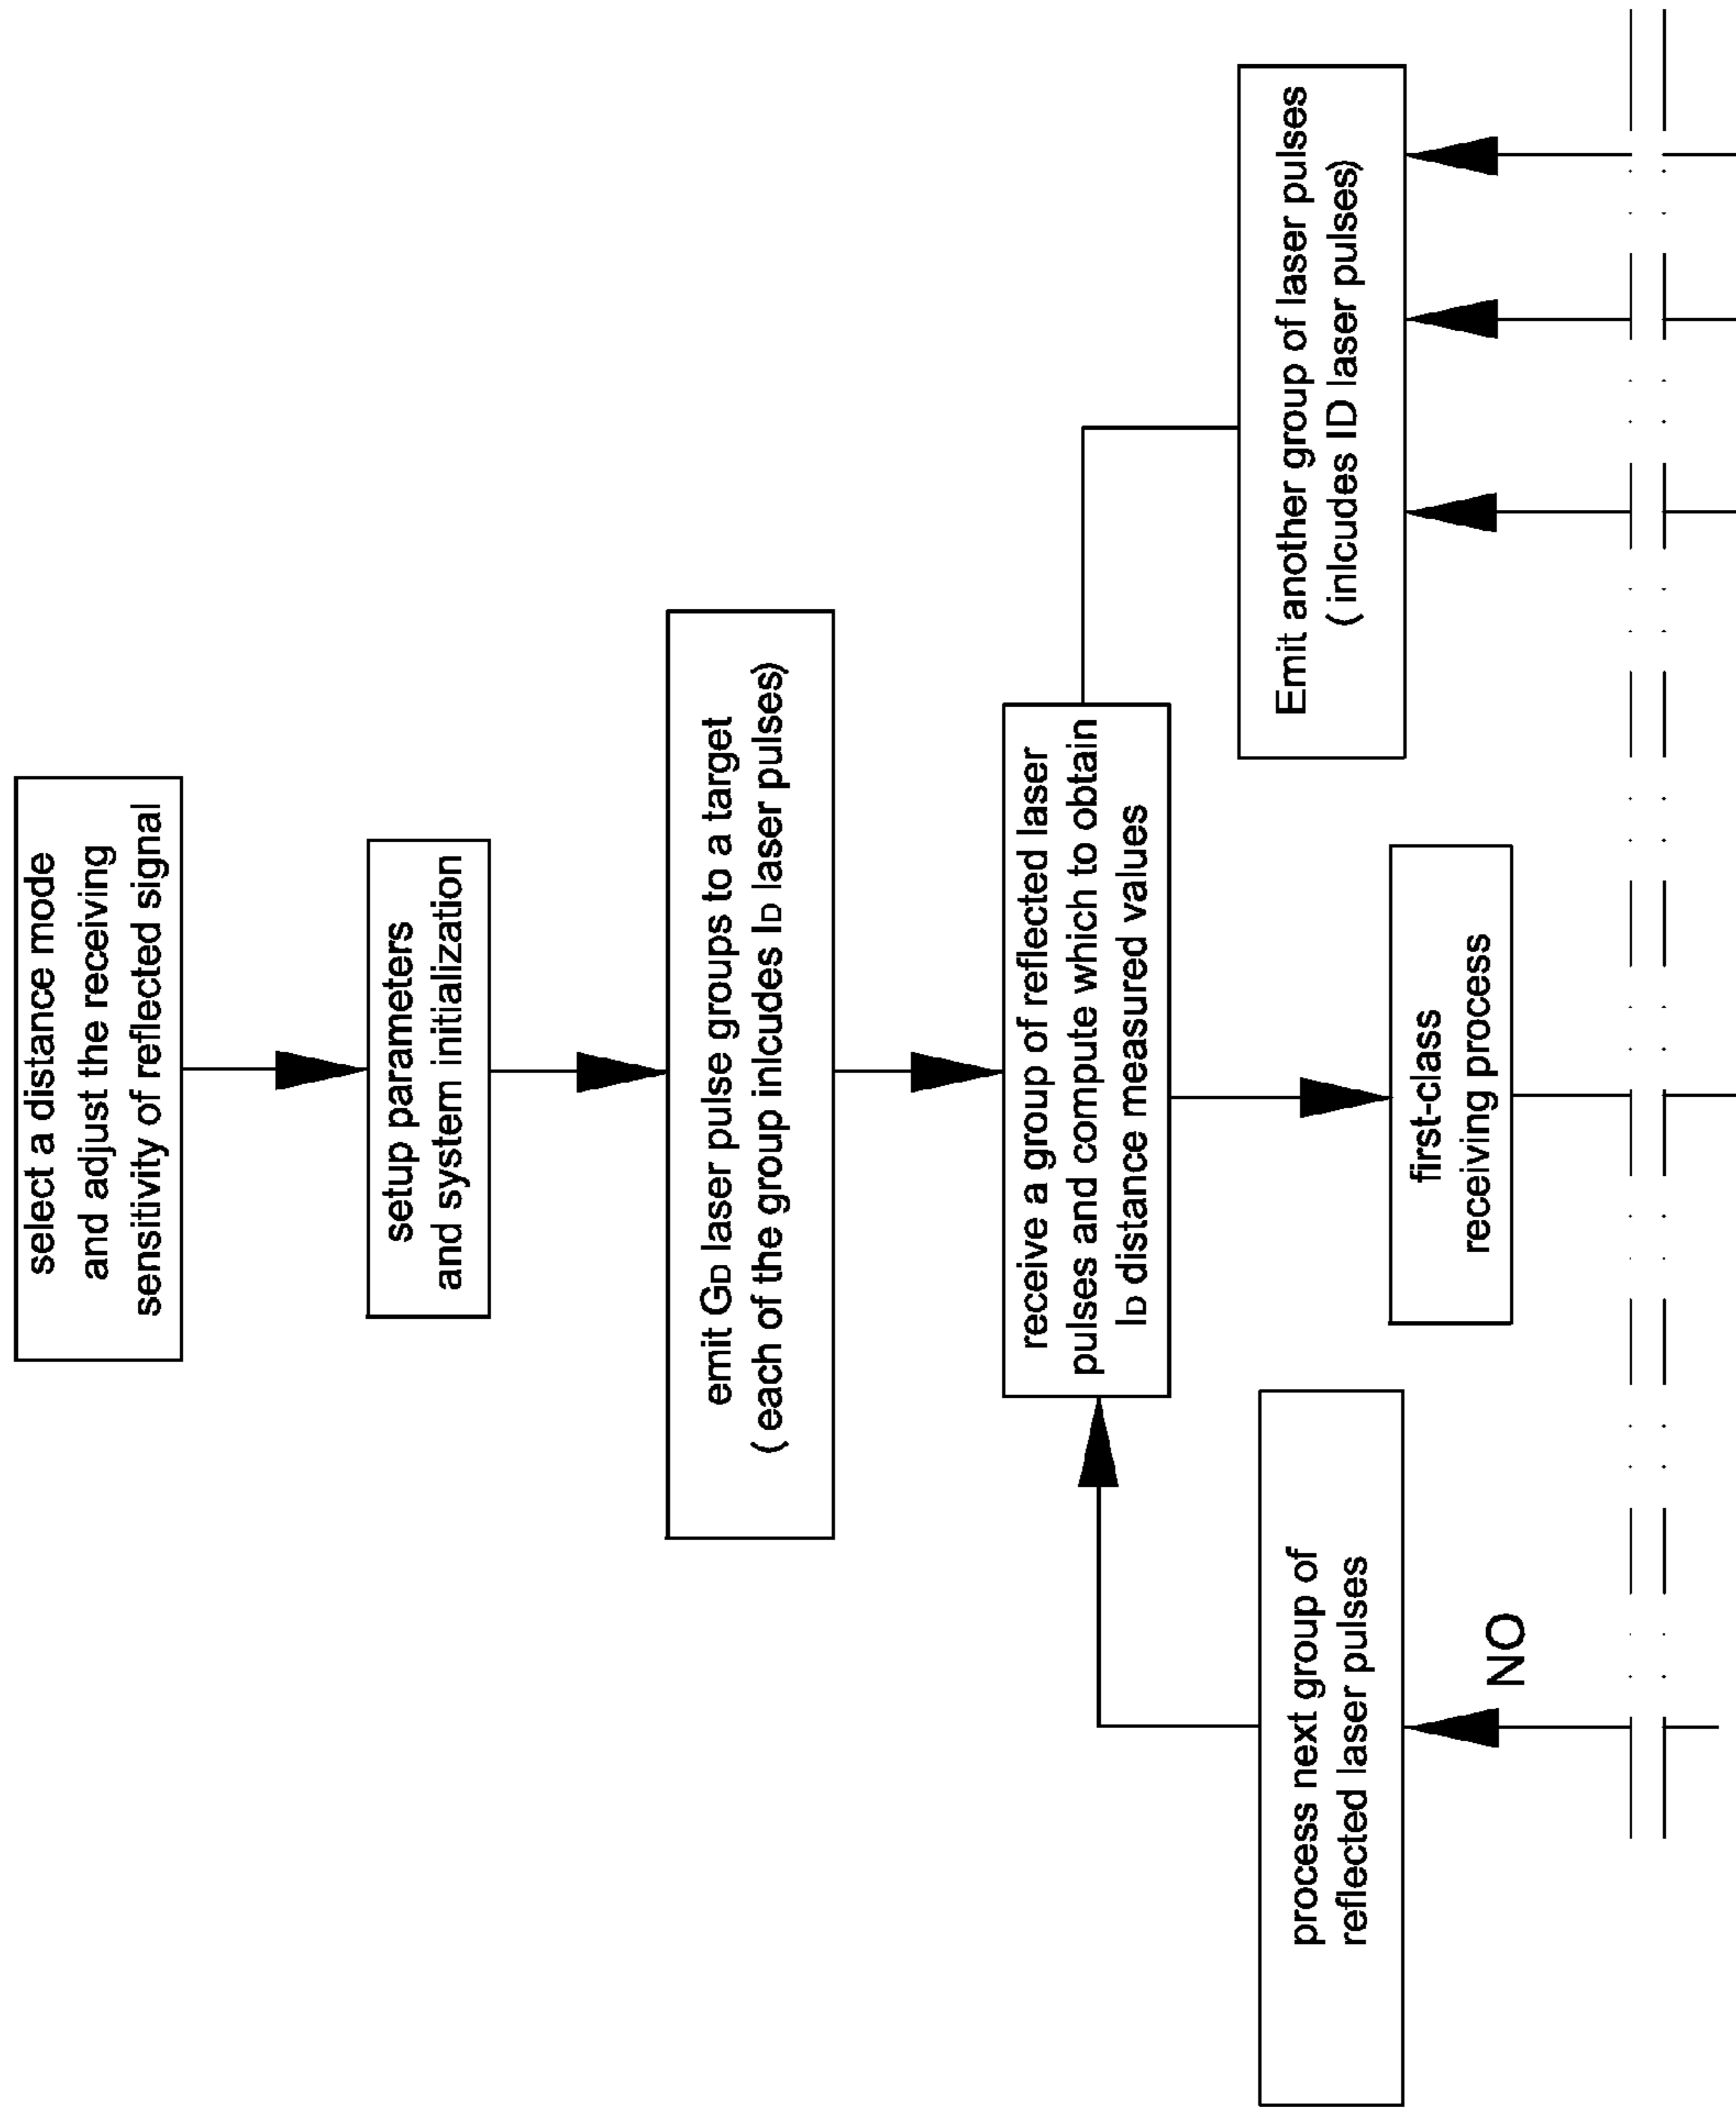 select a distance mode
and adjust the receiving
sensitivity of reflected signal
setup parameters
and system initialization
emit GD laser pulse groups to a target
( each of the group inlcudes ID laser pulses)
receive a group of reflect laser
pulses and compute which to obtain
ID distance measured values
Emit another group of laser pulses
( inlcudes ID laser pulses)
first-class
receiving process
process next group of
reflected laser pulses
NO